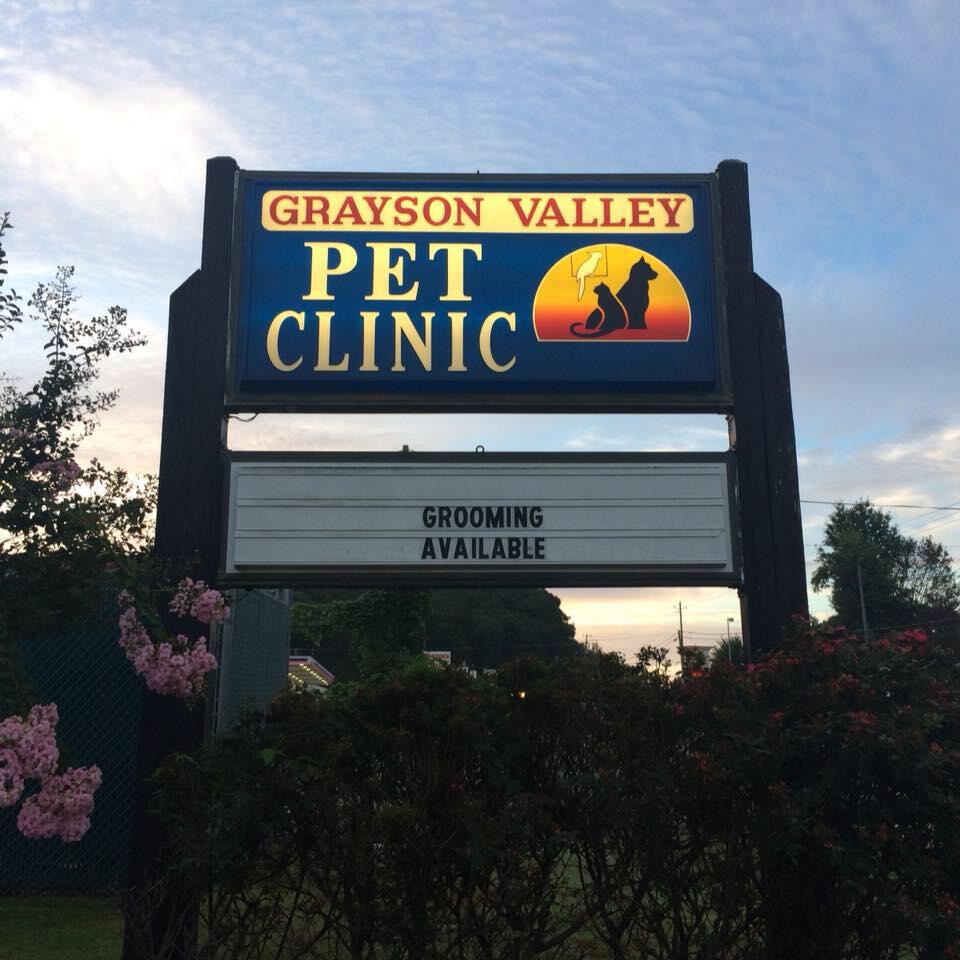 GRAYSON VALLEY
PET
CLINIC
GROOMING
AVAILABLE